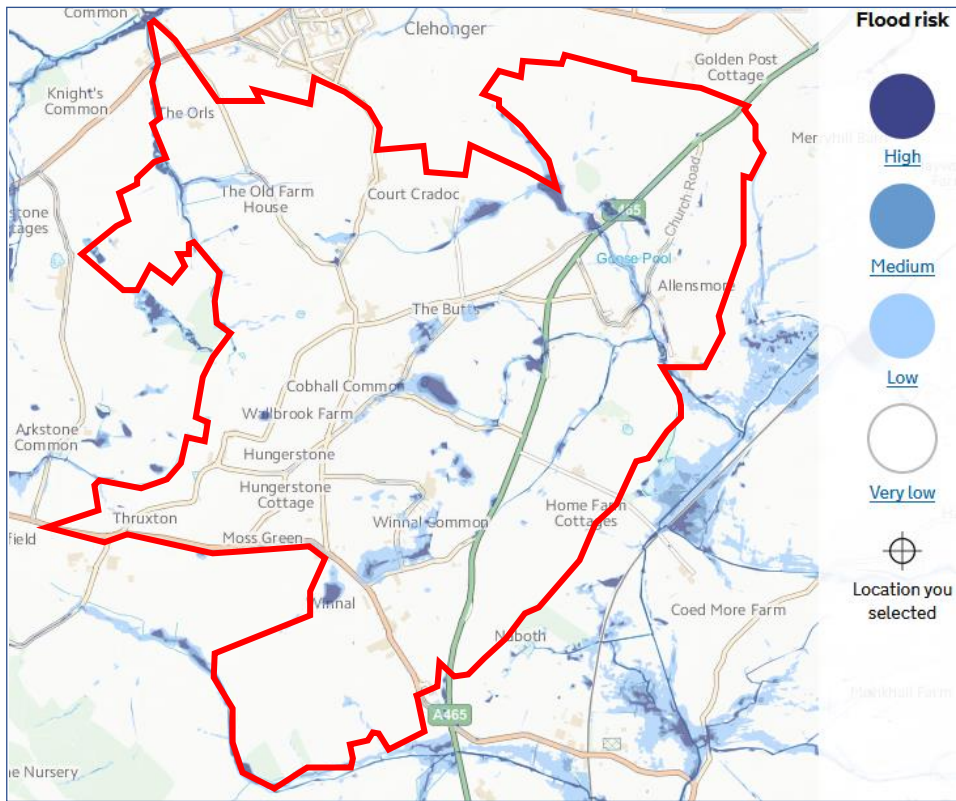 Common
Clehonger
Golden Post
Cottage
Knight's
Common
The Orls
The Old Farm
House
Court Cradoc
Church Road
stone
tages
Goose Pool
Allensmore
The Butts
Cobhall Common
Wallbrook Farm
Arkstone
Common
Hungerstone
Hungerstone
Cottage
Thruxton
Winnal Common
Home Farm
Cottages
field
Moss Green
Winnal
Coed More Farm
Naboth
A465
ne Nursery
Flood risk
High
Medium
Low
Very low
Location you
selected